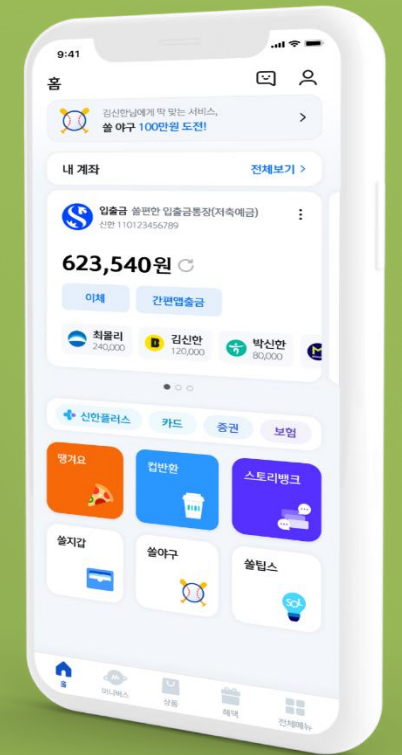 9:41
홈
김신한님에게 딱 맞는 서비스,
쏠 야구 100만원 도전!
내 계좌 전체보기 >
입출금 쏠편한 입출금통장(저축예금)
신한 110123456789
623,540원
이체 간편앱출금
최몰리 김신한 박신한
240,000 120,000 80,000
신한플러스 카드 증권 보험
땡겨요 컵반환 스토리뱅크
쏠지갑 쏠야구 쏠팁스
SOL
홈 머니버스 상품 혜택 전체메뉴